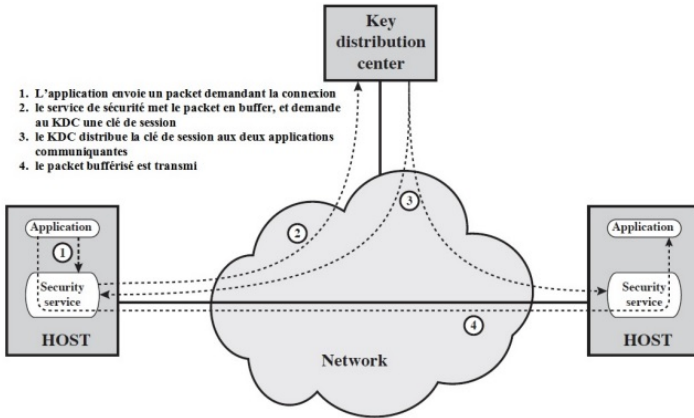 Key
distribution
center
1. L'application envoie un packet demandant la connexion
2. le service de sécurité met le packet en buffer, et demande
au KDC une clé de session
3. le KDC distribue la clé de session aux deux applications
communiquantes
4. le packet bufférisé est transmi
3
2
Application
1
Security
service
HOST
Application
Security
service
HOST
4
Network